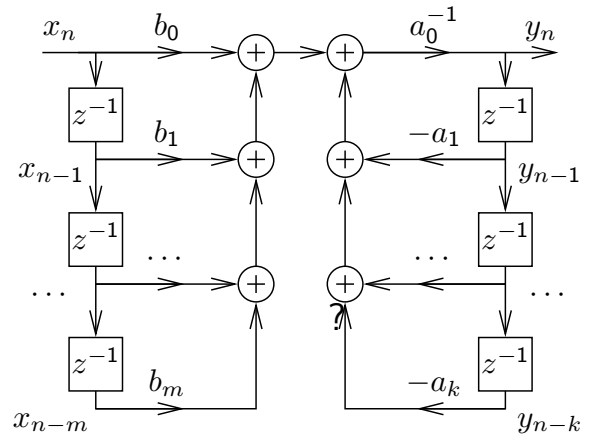 x_n b_0 + + a_0^{-1} y_n
z^{-1} z^{-1}
b_1 + + -a_1
x_{n-1} y_{n-1}
z^{-1} z^{-1}
... ...
... + + ...
?
z^{-1} z^{-1}
b_m -a_k
x_{n-m} y_{n-k}